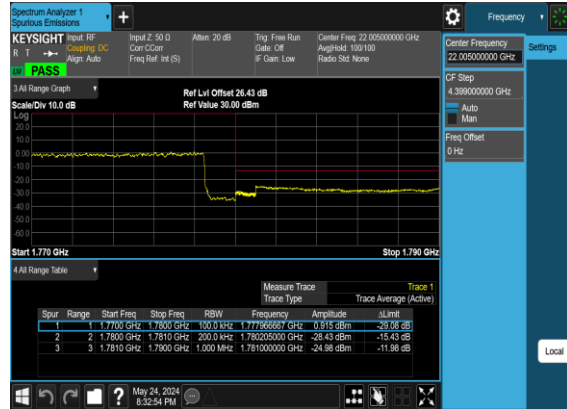 Spectrum Analyzer 1
Spurious Emissions
+
Frequency
KEYSIGHT
R T
LW PASS
Input: RF
Coupling: DC
Align: Auto
Input Z: 50 Ω
Corr CCorr
Freq Ref: Int (S)
Atten: 20 dB
Trig: Free Run
Gate: Off
IF Gain: Low
Center Freq: 22.005000000 GHz
Avg|Hold: 100/100
Radio Std: None
Center Frequency
22.005000000 GHz
Settings
CF Step
4.399000000 GHz
Auto
Man
Freq Offset
0 Hz
3 All Range Graph
Scale/Div 10.0 dB
Ref Lvl Offset 26.43 dB
Ref Value 30.00 dBm
Log
20.0
10.0
0.00
-10.0
-20.0
-30.0
-40.0
-50.0
-60.0
Start 1.770 GHz
Stop 1.790 GHz
4 All Range Table
Measure Trace Trace 1
Trace Type Trace Average (Active)
Spur Range Start Freq Stop Freq RBW Frequency Amplitude ΔLimit
1 1 1.7700 GHz 1.7800 GHz 100.0 kHz 1.777966667 GHz 0.915 dBm -29.08 dB
2 2 1.7800 GHz 1.7810 GHz 200.0 kHz 1.780205000 GHz -28.43 dBm -15.43 dB
3 3 1.7810 GHz 1.7900 GHz 1.000 MHz 1.781000000 GHz -24.98 dBm -11.98 dB
Local
?
May 24, 2024
8:32:54 PM